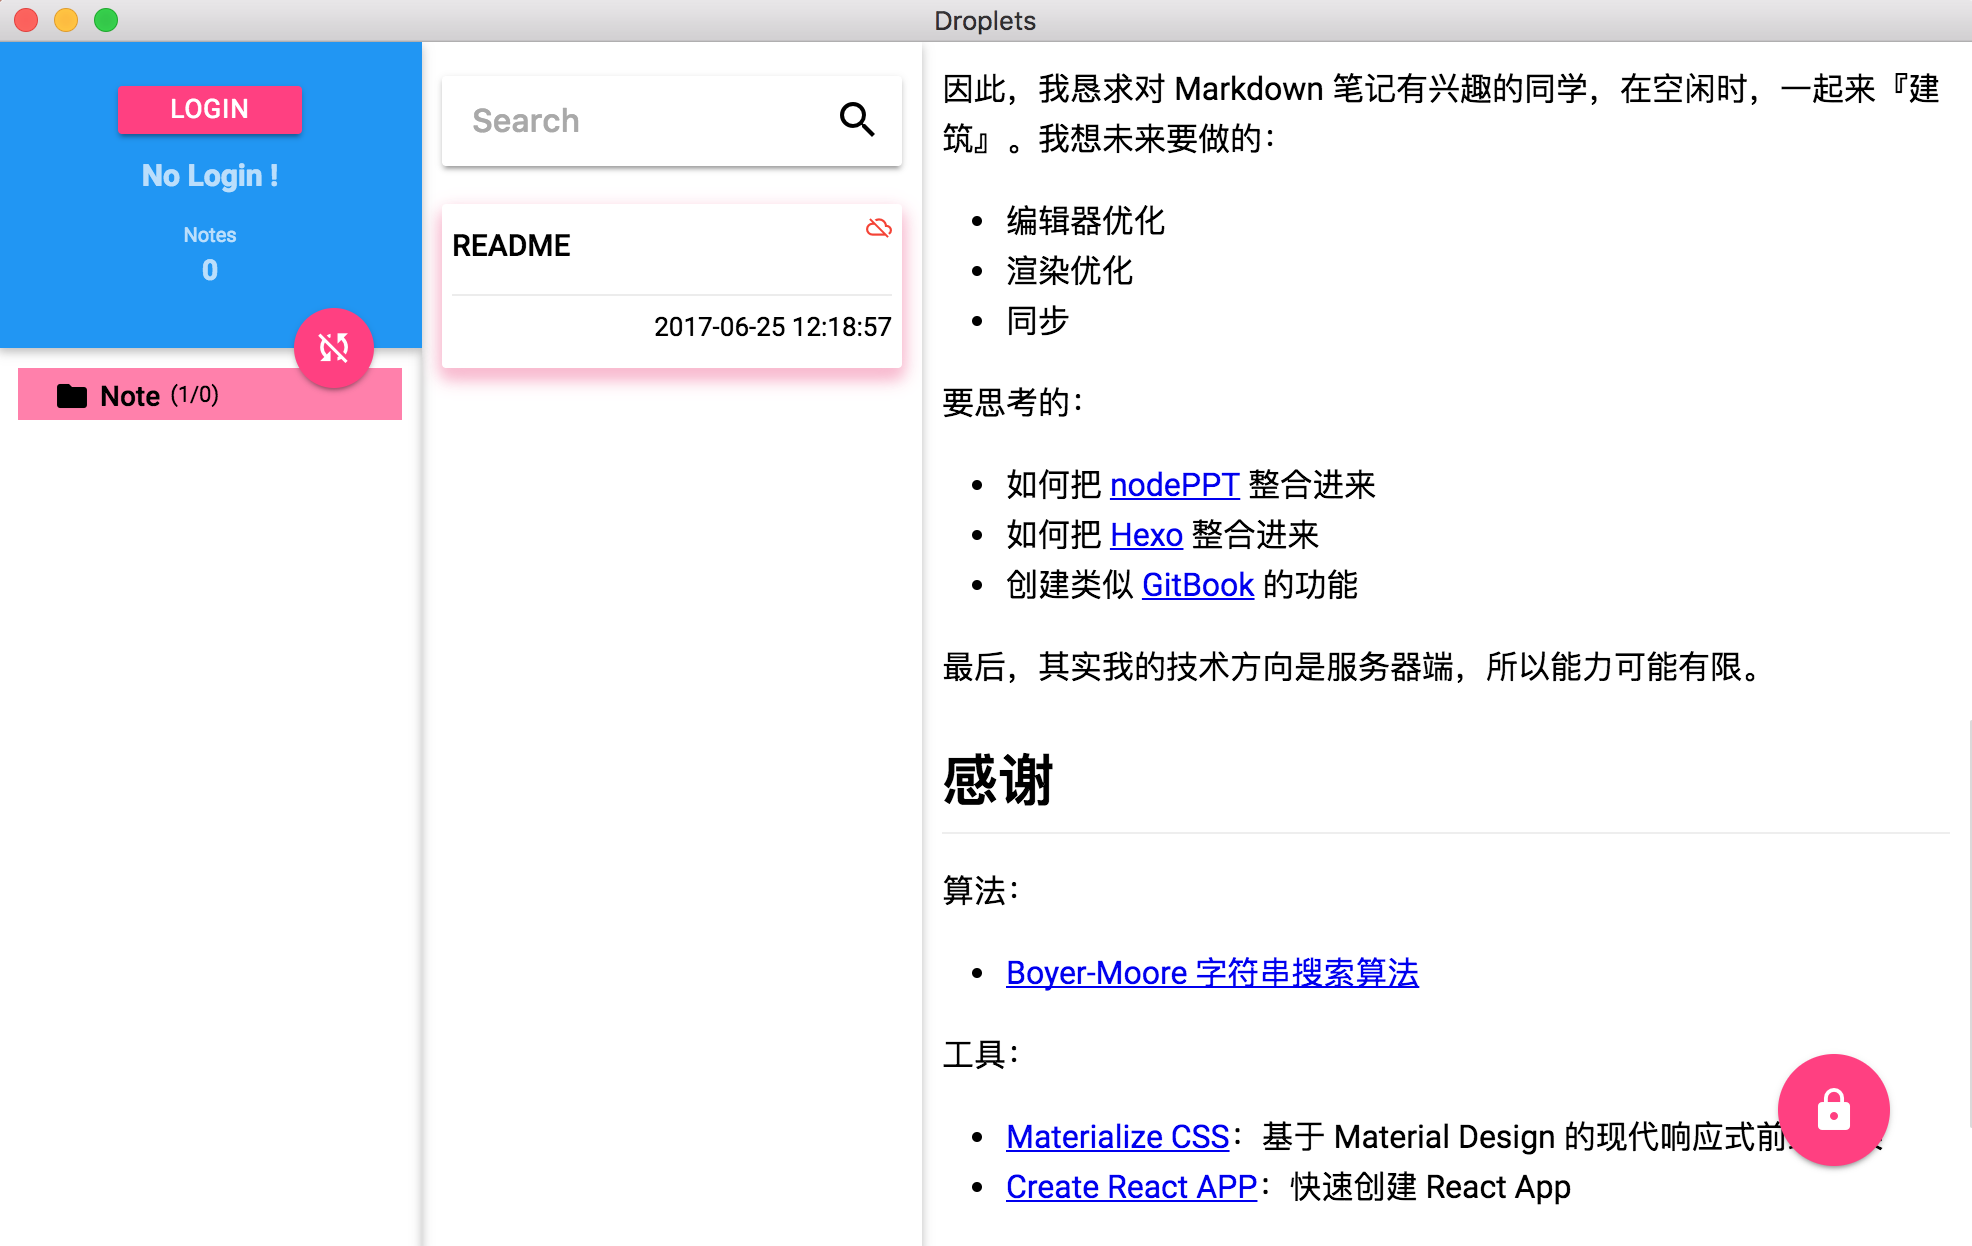 Droplets
LOGIN
No Login !
Notes
0
Note (1/0)
Search
README
2017-06-25 12:18:57
因此，我恳求对 Markdown 笔记有兴趣的同学，在空闲时，一起来『建
筑』。我想未来要做的：
• 编辑器优化
• 渲染优化
• 同步
要思考的：
• 如何把 nodePPT 整合进来
• 如何把 Hexo 整合进来
• 创建类似 GitBook 的功能
最后，其实我的技术方向是服务器端，所以能力可能有限。
感谢
算法：
• Boyer-Moore 字符串搜索算法
工具：
• Materialize CSS：基于 Material Design 的现代响应式前
• Create React APP：快速创建 React App